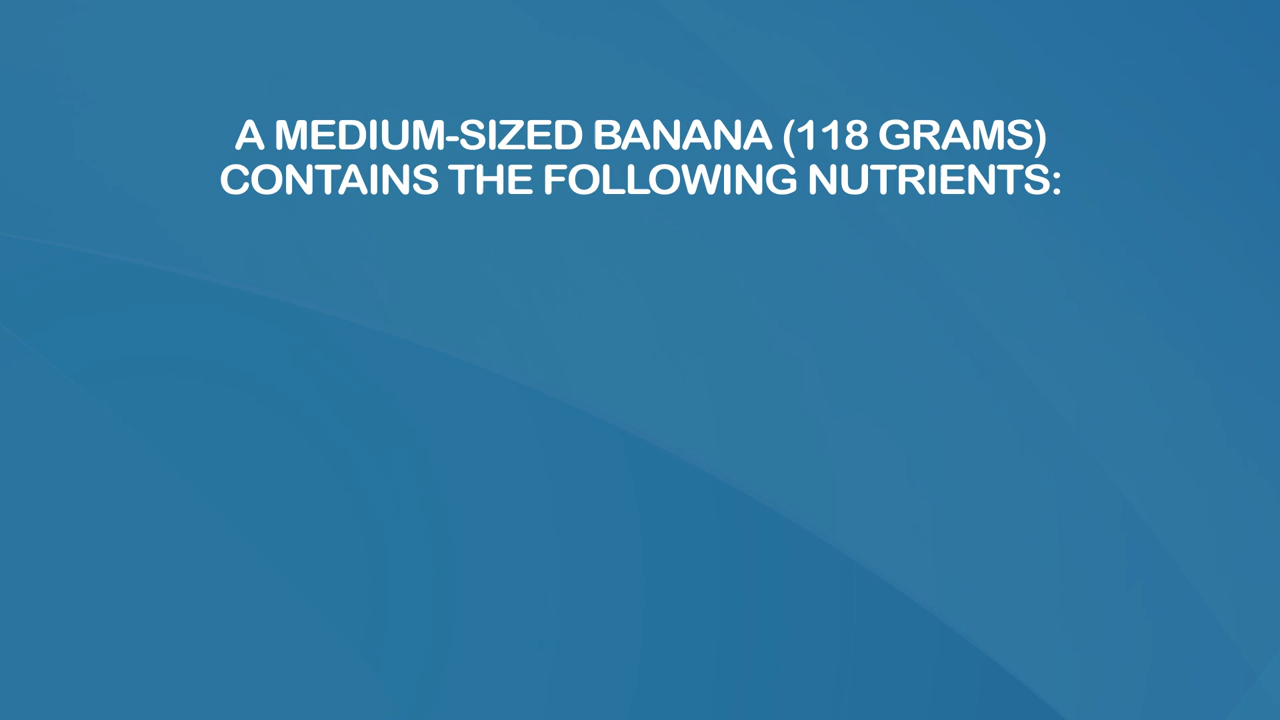 A MEDIUM-SIZED BANANA (118 GRAMS)
CONTAINS THE FOLLOWING NUTRIENTS: